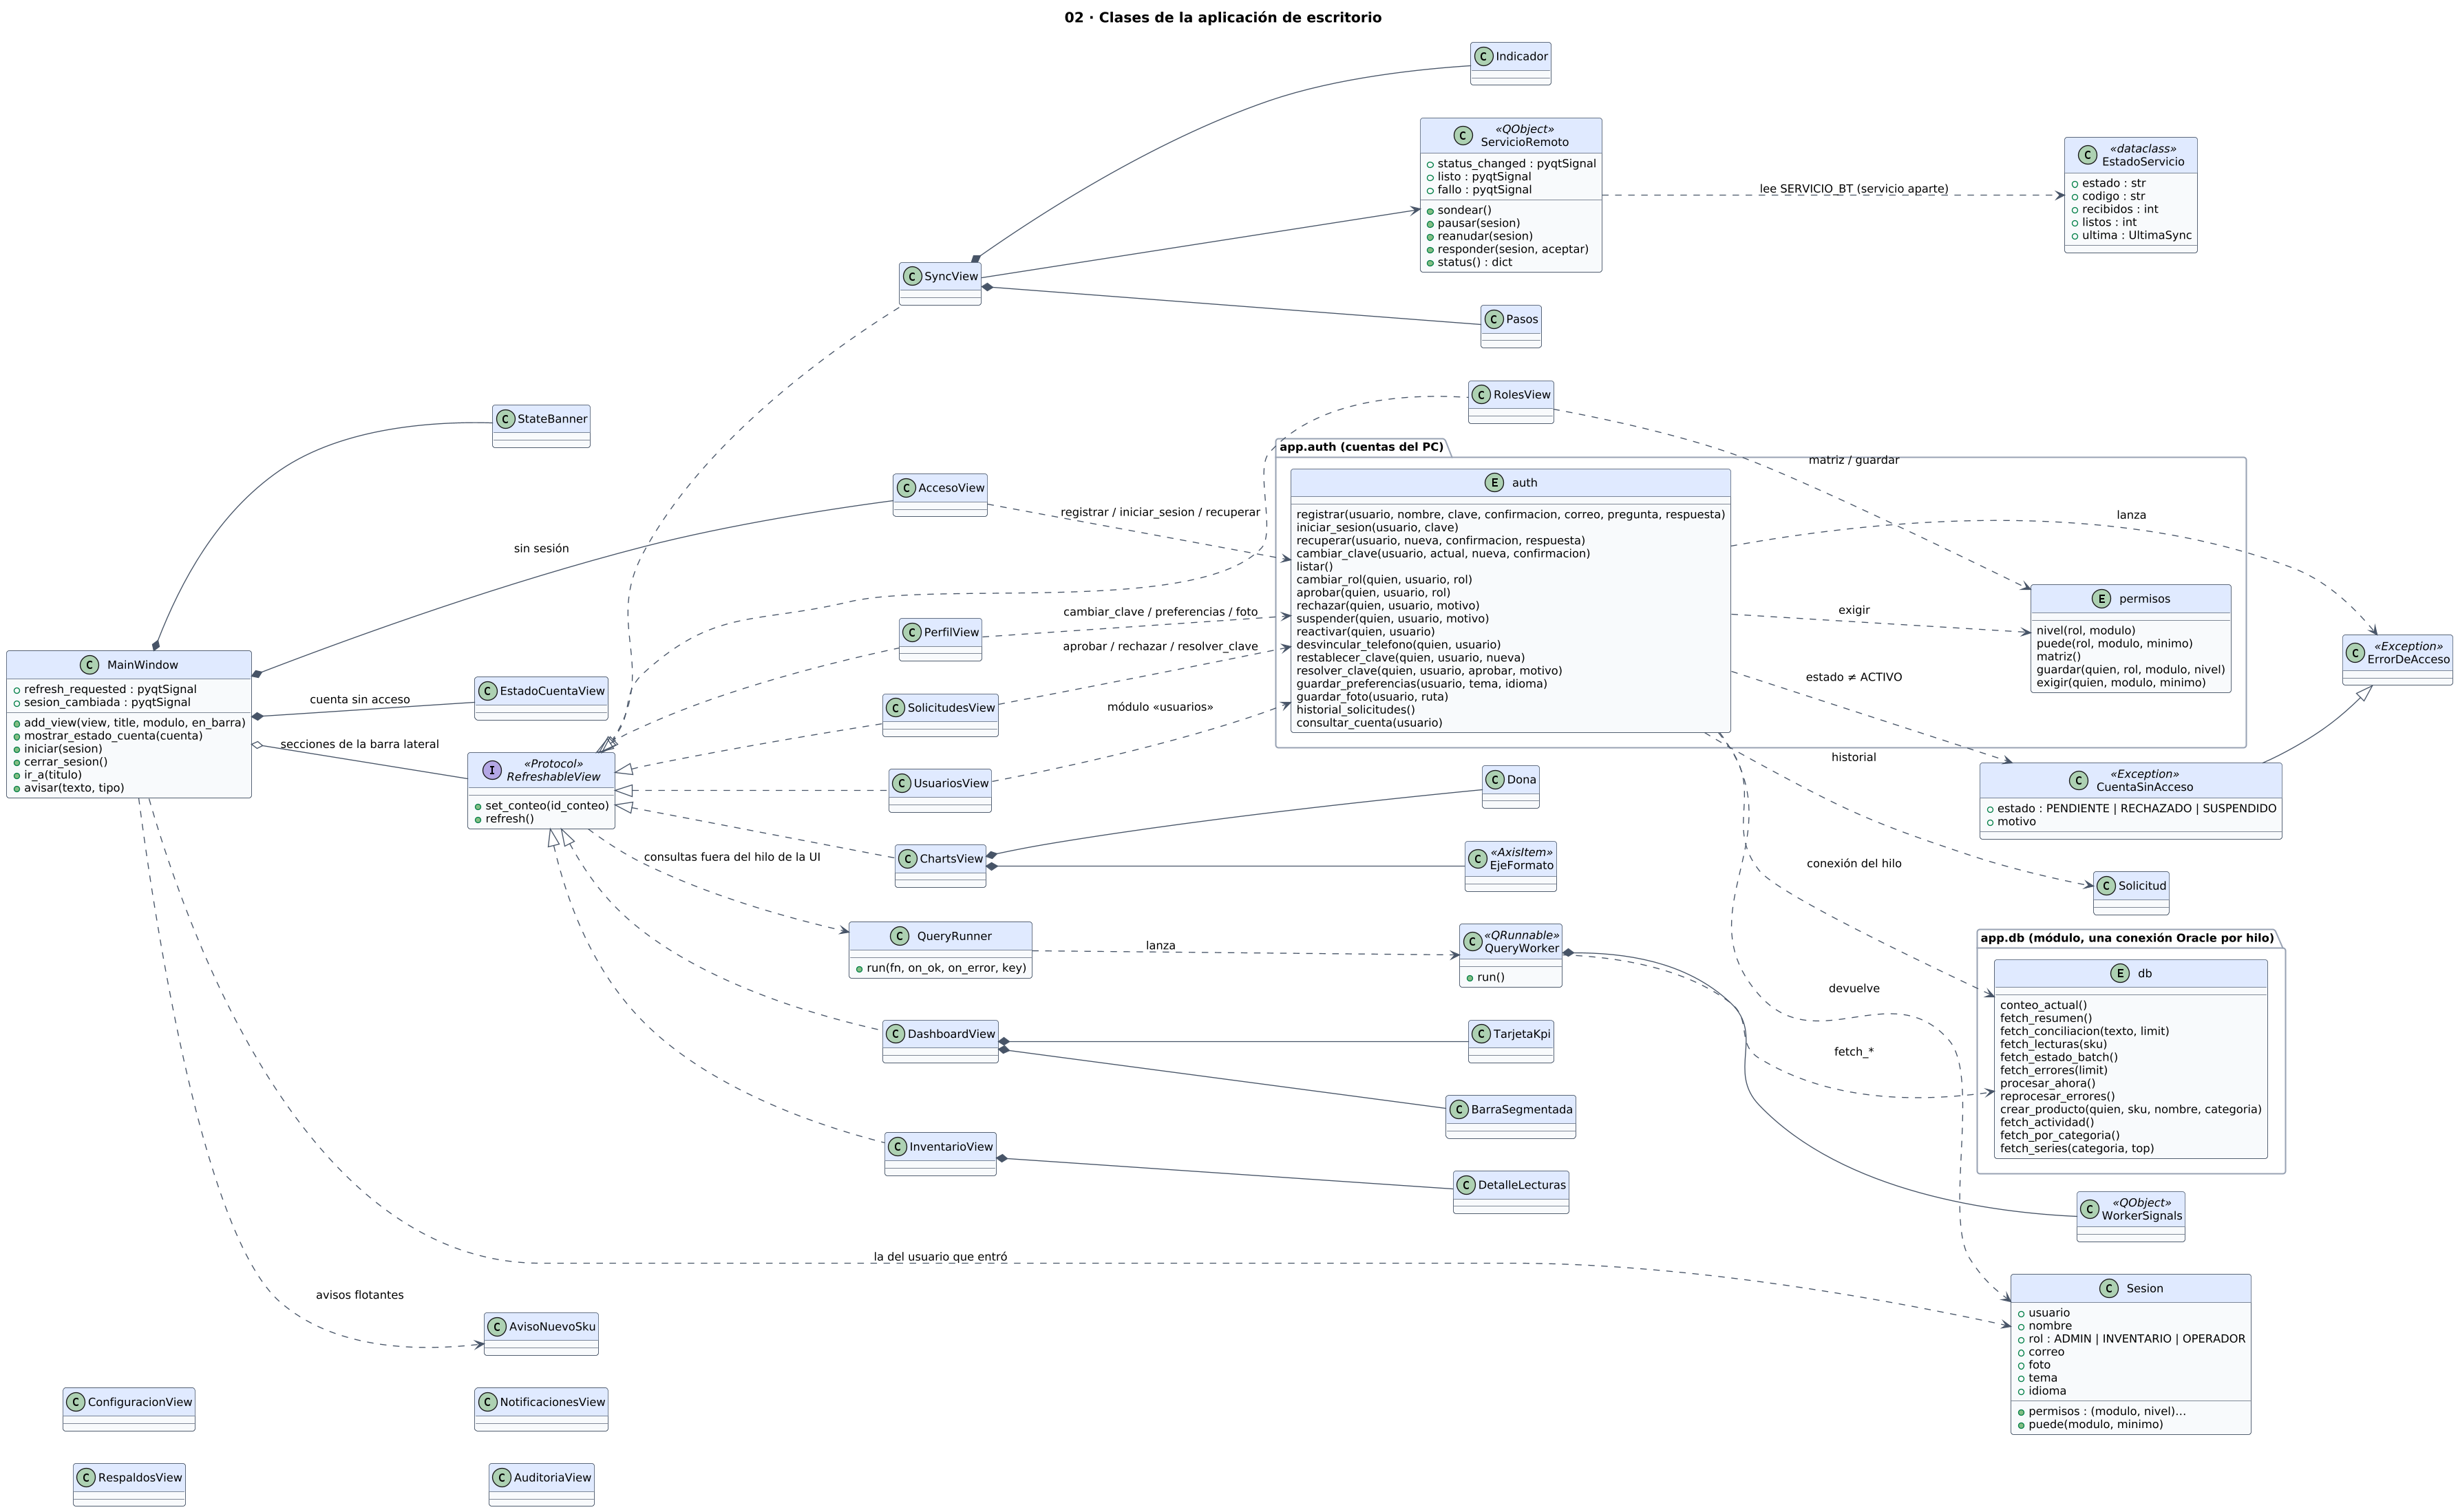 02 · Clases de la aplicación de escritorio
C Indicador
C «QObject»
ServicioRemoto
status_changed : pyqtSignal
listo : pyqtSignal
fallo : pyqtSignal
sondear()
pausar(sesion)
reanudar(sesion)
responder(sesion, aceptar)
status() : dict
lee SERVICIO_BT (servicio aparte)
C «dataclass»
EstadoServicio
estado : str
codigo : str
recibidos : int
listos : int
ultima : UltimaSync
C SyncView
C Pasos
C RolesView
C StateBanner
matriz / guardar
app.auth (cuentas del PC)
E auth
registrar(usuario, nombre, clave, confirmacion, correo, pregunta, respuesta)
iniciar_sesion(usuario, clave)
recuperar(usuario, nueva, confirmacion, respuesta)
cambiar_clave(usuario, actual, nueva, confirmacion)
listar()
cambiar_rol(quien, usuario, rol)
aprobar(quien, usuario, rol)
rechazar(quien, usuario, motivo)
suspender(quien, usuario, motivo)
reactivar(quien, usuario)
desvincular_telefono(quien, usuario)
restablecer_clave(quien, usuario, nueva)
resolver_clave(quien, usuario, aprobar, motivo)
guardar_preferencias(usuario, tema, idioma)
guardar_foto(usuario, ruta)
historial_solicitudes()
consultar_cuenta(usuario)
C AccesoView
registrar / iniciar_sesion / recuperar
lanza
sin sesión
E permisos
nivel(rol, modulo)
puede(rol, modulo, minimo)
matriz()
guardar(quien, rol, modulo, nivel)
exigir(quien, modulo, minimo)
exigir
C PerfilView
cambiar_clave / preferencias / foto
aprobar / rechazar / resolver_clave
C «Exception»
ErrorDeAcceso
C MainWindow
refresh_requested : pyqtSignal
sesion_cambiada : pyqtSignal
add_view(view, title, modulo, en_barra)
mostrar_estado_cuenta(cuenta)
iniciar(sesion)
cerrar_sesion()
ir_a(titulo)
avisar(texto, tipo)
C EstadoCuentaView
cuenta sin acceso
secciones de la barra lateral
estado ≠ ACTIVO
C SolicitudesView
módulo «usuarios»
historial
I «Protocol»
RefreshableView
set_conteo(id_conteo)
refresh()
C UsuariosView
C Dona
C «Exception»
CuentaSinAcceso
estado : PENDIENTE | RECHAZADO | SUSPENDIDO
motivo
consultas fuera del hilo de la UI
C ChartsView
C «AxisItem»
EjeFormato
conexión del hilo
C Solicitud
C QueryRunner
run(fn, on_ok, on_error, key)
lanza
C «QRunnable»
QueryWorker
run()
app.db (módulo, una conexión Oracle por hilo)
E db
conteo_actual()
fetch_resumen()
fetch_conciliacion(texto, limit)
fetch_lecturas(sku)
fetch_estado_batch()
fetch_errores(limit)
procesar_ahora()
reprocesar_errores()
crear_producto(quien, sku, nombre, categoria)
fetch_actividad()
fetch_por_categoria()
fetch_series(categoria, top)
devuelve
fetch_*
C DashboardView
C TarjetaKpi
C BarraSegmentada
C InventarioView
C DetalleLecturas
C «QObject»
WorkerSignals
la del usuario que entró
C Sesion
usuario
nombre
rol : ADMIN | INVENTARIO | OPERADOR
correo
foto
tema
idioma
permisos : (modulo, nivel)...
puede(modulo, minimo)
avisos flotantes
C AvisoNuevoSku
C ConfiguracionView
C NotificacionesView
C RespaldosView
C AuditoriaView